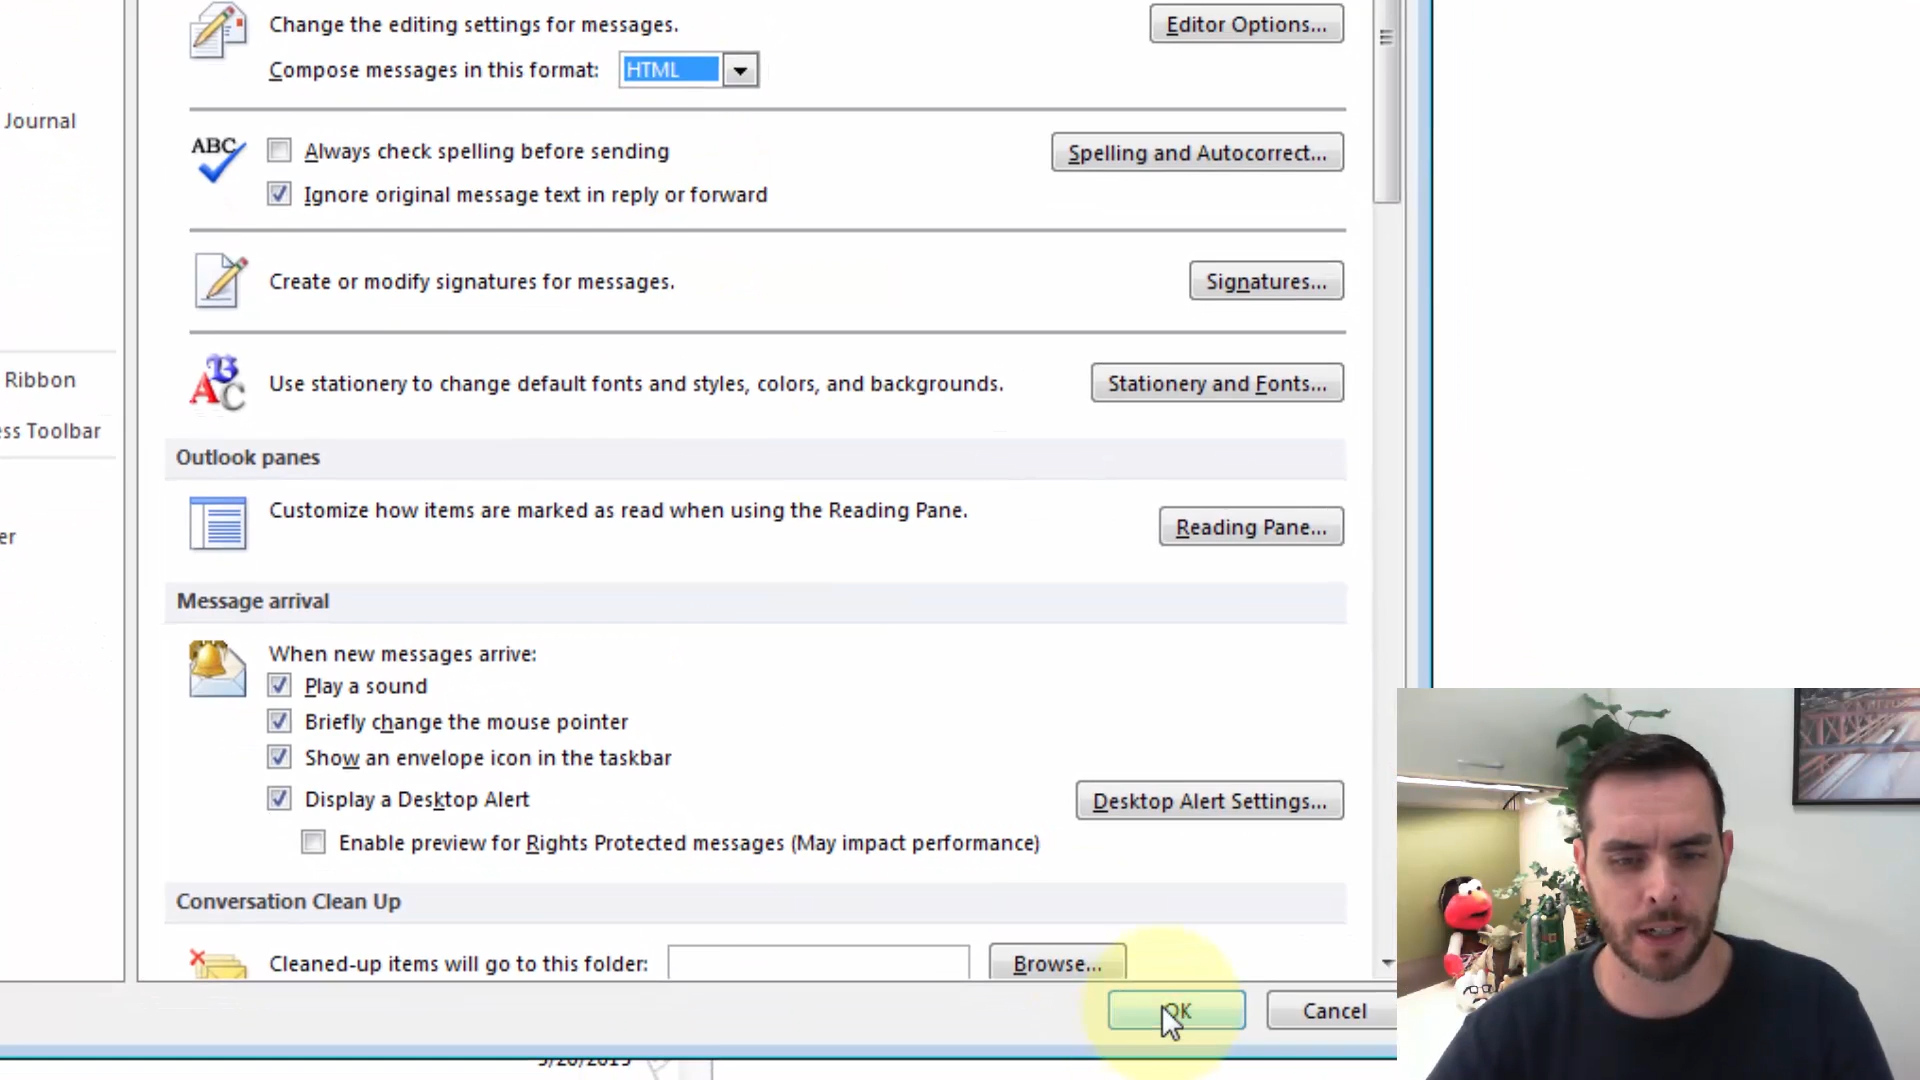 Change the editing settings for messages.
Editor Options...
Compose messages in this format:
HTML
Journal
ABC
Always check spelling before sending
Spelling and Autocorrect...
Ignore original message text in reply or forward
Create or modify signatures for messages.
Signatures...
Ribbon
Use stationery to change default fonts and styles, colors, and backgrounds.
Stationery and Fonts...
ess Toolbar
Outlook panes
Customize how items are marked as read when using the Reading Pane.
Reading Pane...
er
Message arrival
When new messages arrive:
Play a sound
Briefly change the mouse pointer
Show an envelope icon in the taskbar
Display a Desktop Alert
Desktop Alert Settings...
Enable preview for Rights Protected messages (May impact performance)
Conversation Clean Up
Cleaned-up items will go to this folder:
Browse...
OK
Cancel